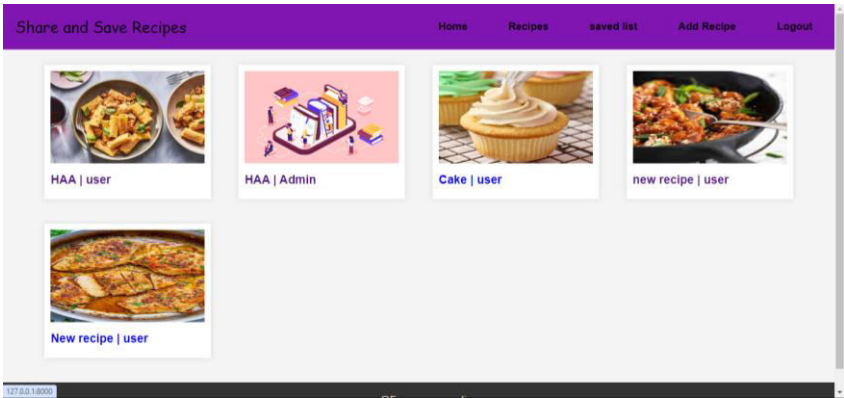 Share and Save Recipes
Home Recipes saved list Add Recipe Logout
HAA | user
HAA | Admin
Cake | user
new recipe | user
New recipe | user
127.0.0.1:8000